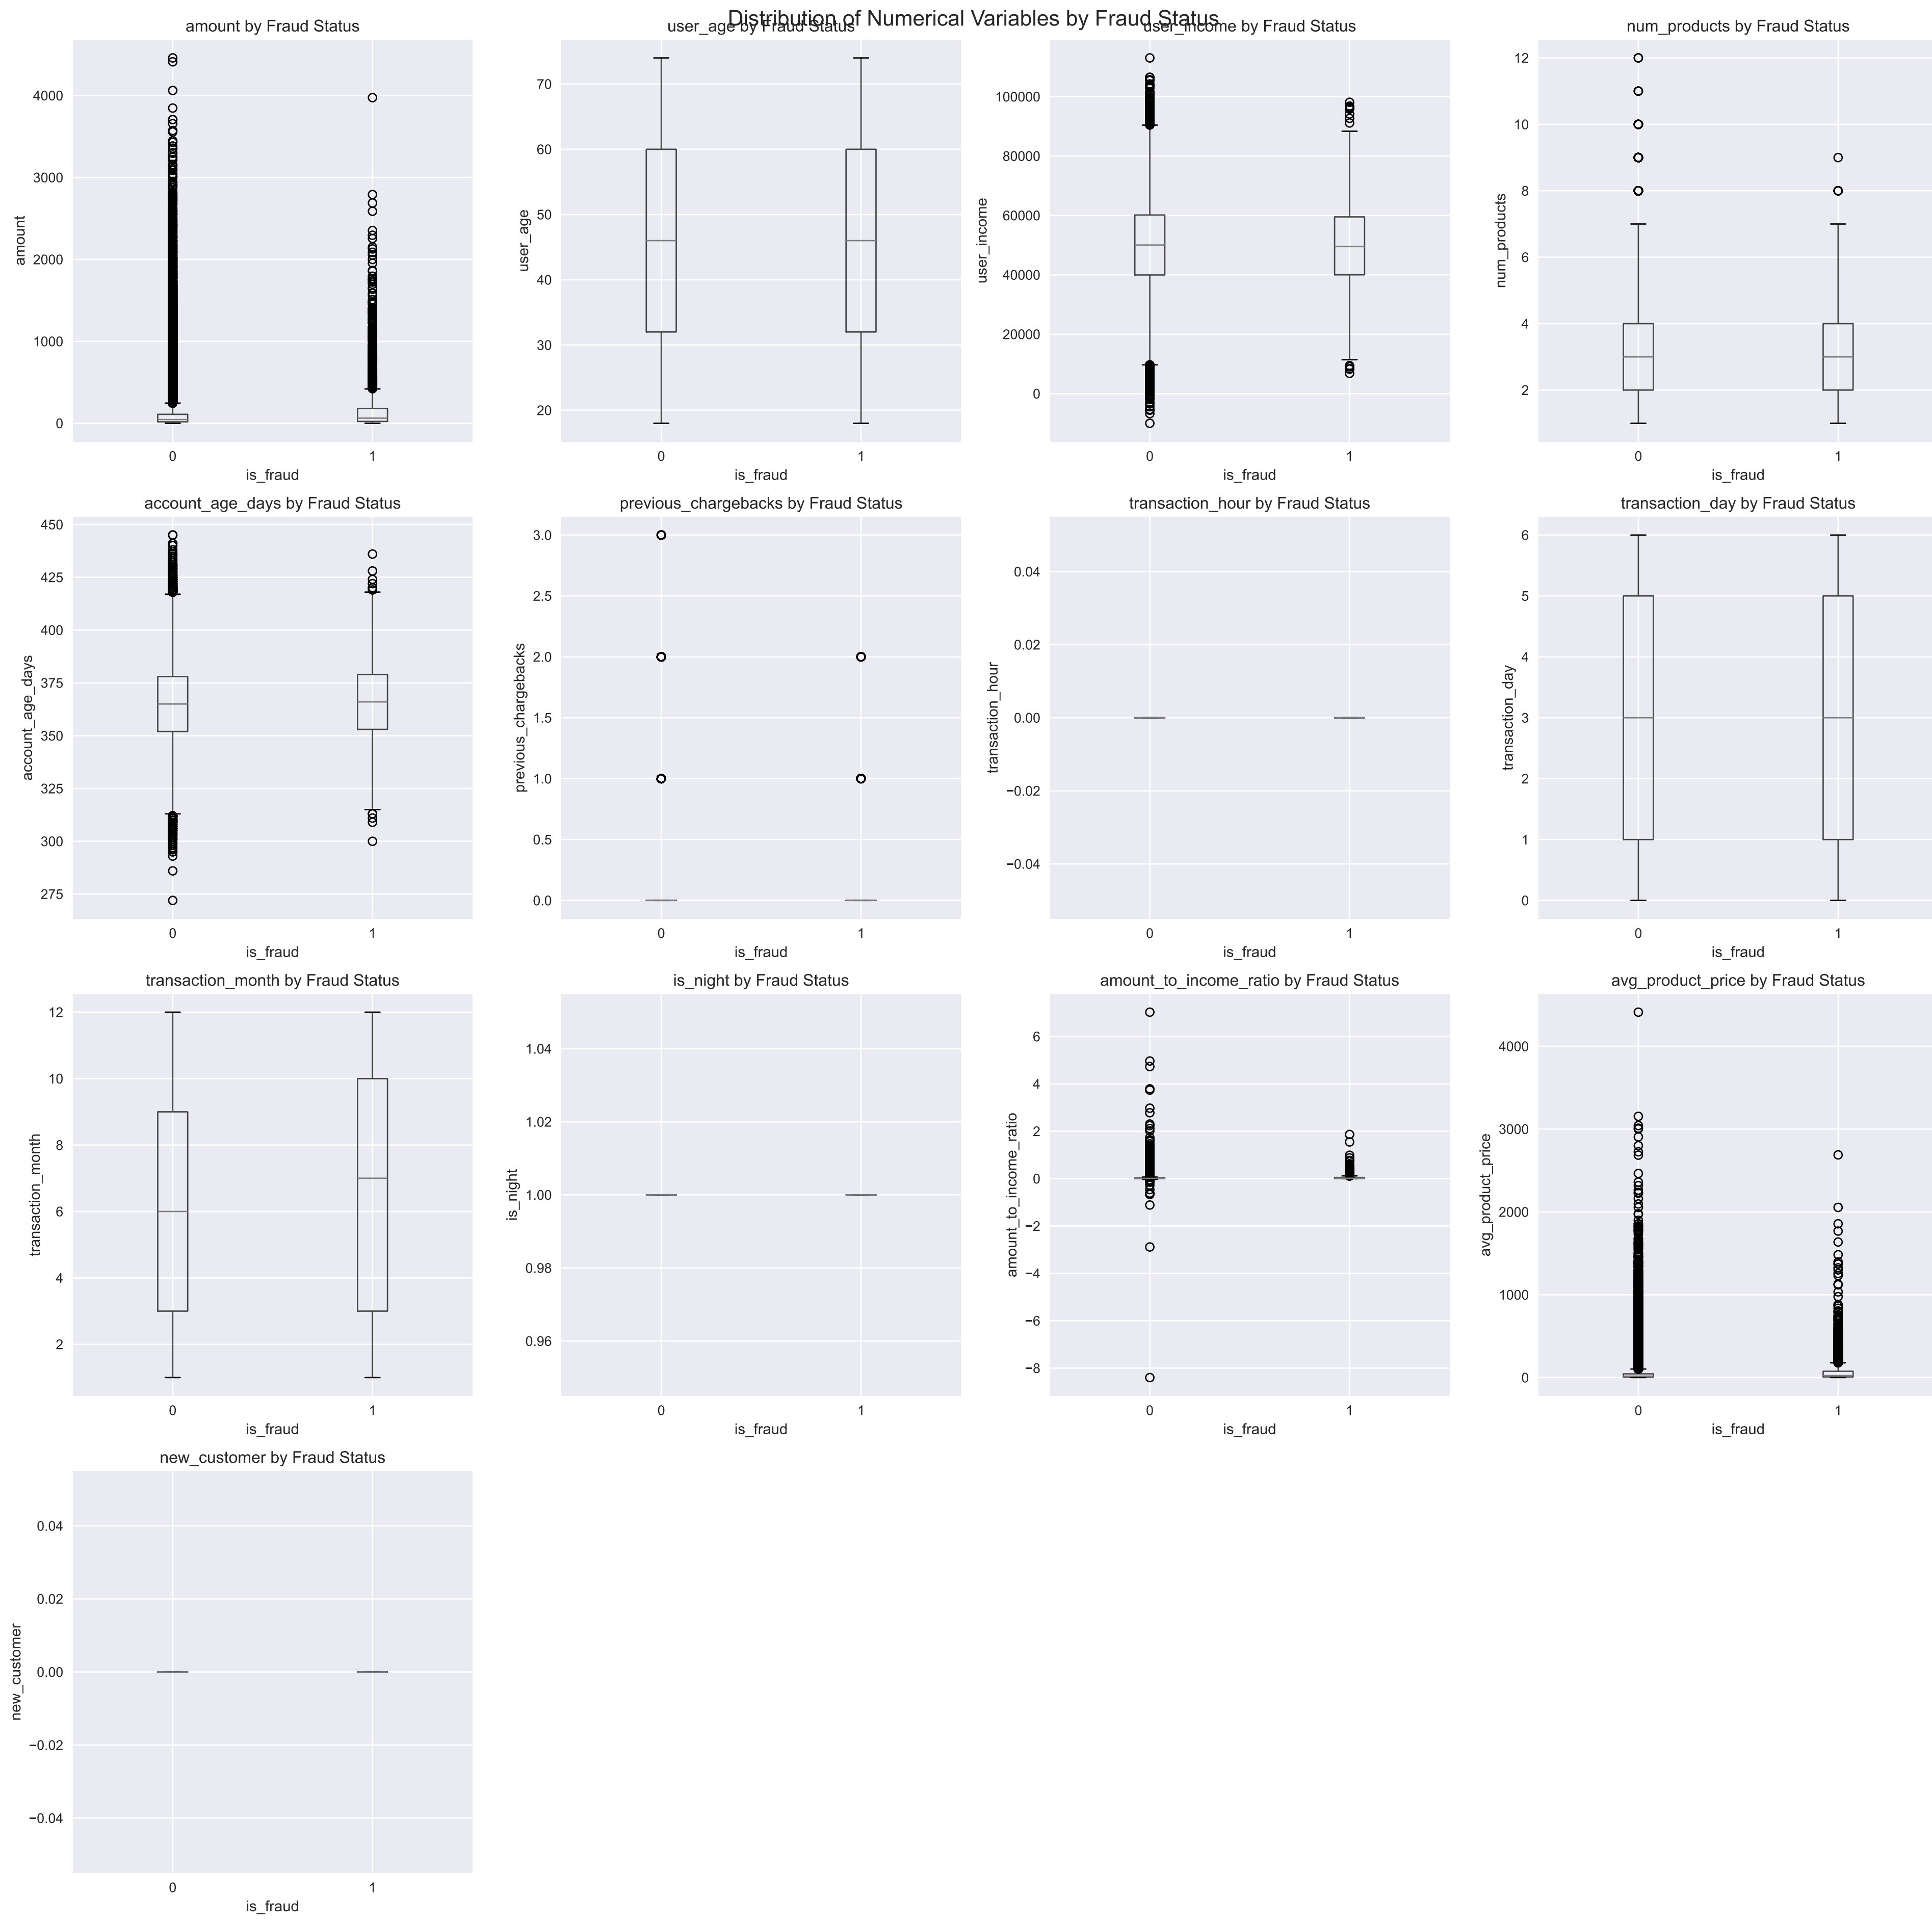 Distribution of Numerical Variables by Fraud Status
amount by Fraud Status
amount
4000
3000
2000
1000
0
0 1
is_fraud
user_age by Fraud Status
user_age
70
60
50
40
30
20
0 1
is_fraud
user_income by Fraud Status
user_income
100000
80000
60000
40000
20000
0
0 1
is_fraud
num_products by Fraud Status
num_products
12
10
8
6
4
2
0 1
is_fraud
account_age_days by Fraud Status
account_age_days
450
425
400
375
350
325
300
275
0 1
is_fraud
previous_chargebacks by Fraud Status
previous_chargebacks
3.0
2.5
2.0
1.5
1.0
0.5
0.0
0 1
is_fraud
transaction_hour by Fraud Status
transaction_hour
0.04
0.02
0.00
−0.02
−0.04
0 1
is_fraud
transaction_day by Fraud Status
transaction_day
6
5
4
3
2
1
0
0 1
is_fraud
transaction_month by Fraud Status
transaction_month
12
10
8
6
4
2
0 1
is_fraud
is_night by Fraud Status
is_night
1.04
1.02
1.00
0.98
0.96
0 1
is_fraud
amount_to_income_ratio by Fraud Status
amount_to_income_ratio
6
4
2
0
−2
−4
−6
−8
0 1
is_fraud
avg_product_price by Fraud Status
avg_product_price
4000
3000
2000
1000
0
0 1
is_fraud
new_customer by Fraud Status
new_customer
0.04
0.02
0.00
−0.02
−0.04
0 1
is_fraud